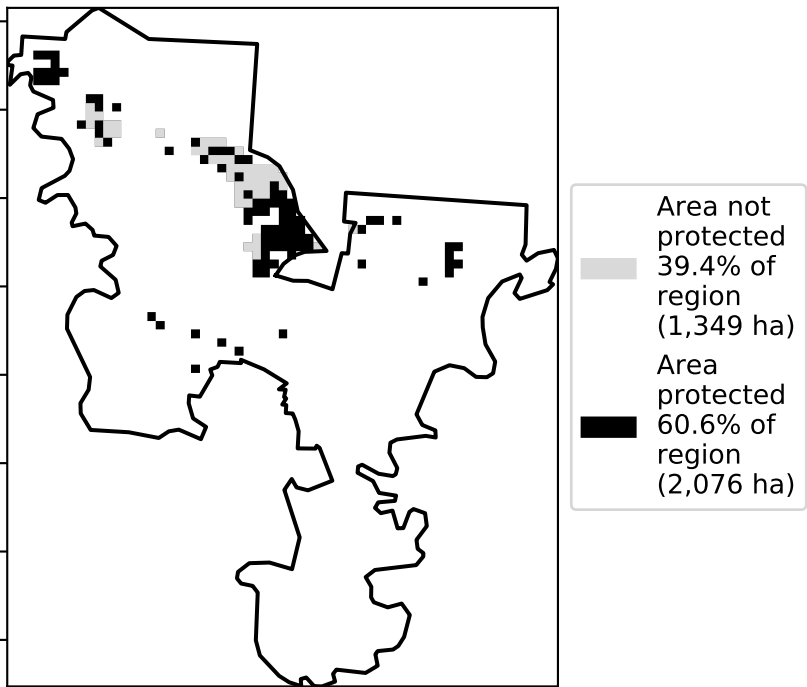 Area not
protected
39.4% of
region
(1,349 ha)
Area
protected
60.6% of
region
(2,076 ha)